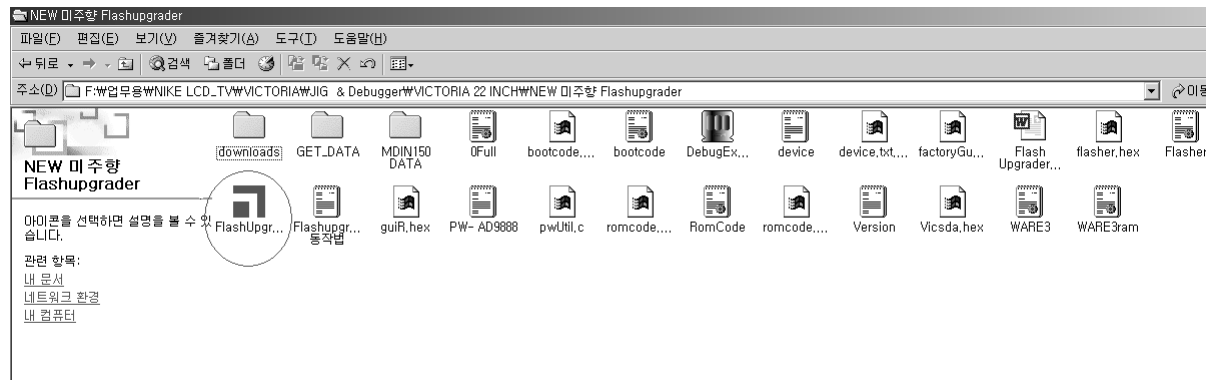 NEW 미주향 Flashupgrader
파일(F) 편집(E) 보기(V) 즐겨찾기(A) 도구(T) 도움말(H)
뒤로 검색 폴더
주소(D) F:₩업무용₩NIKE LCD_TV₩VICTORIA₩JIG & Debugger₩VICTORIA 22 INCH₩NEW 미주향 Flashupgrader 이동
NEW 미주향
Flashupgrader
아이콘을 선택하면 설명을 볼 수 있
습니다.
관련 항목:
내 문서
네트워크 환경
내 컴퓨터
downloads GET_DATA MDIN150 0Full bootcode,... bootcode DebugEx... device device,txt,... factoryGu... Flash flasher,hex Flasher
DATA Upgrader,...
FlashUpgr... Flashupgr... guiR,hex PW- AD9888 pwUtil,c romcode,... RomCode romcode,... Version Vicsda,hex WARE3 WARE3ram
동작법